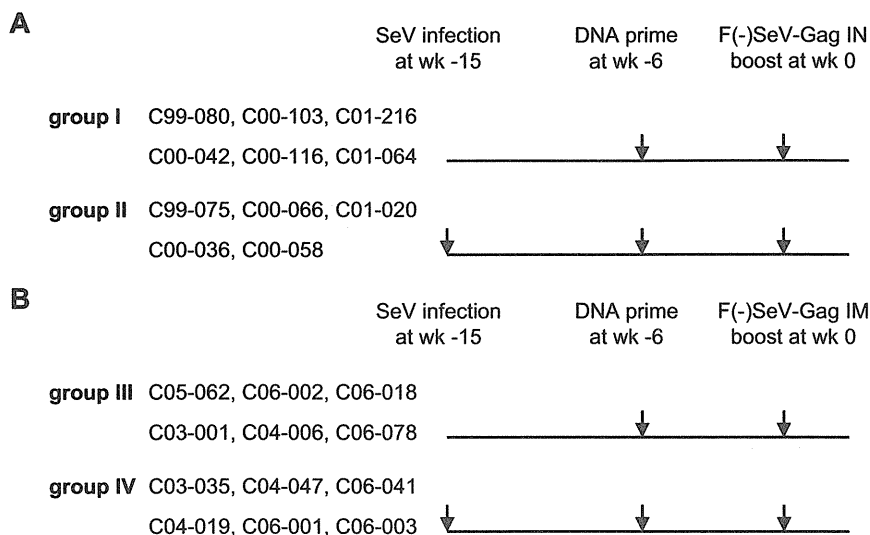 A
SeV infection at wk -15
DNA prime at wk -6
F(-)SeV-Gag IN boost at wk 0
group I C99-080, C00-103, C01-216
C00-042, C00-116, C01-064
group II C99-075, C00-066, C01-020
C00-036, C00-058
B
SeV infection at wk -15
DNA prime at wk -6
F(-)SeV-Gag IM boost at wk 0
group III C05-062, C06-002, C06-018
C03-001, C04-006, C06-078
group IV C03-035, C04-047, C06-041
C04-019, C06-001, C06-003